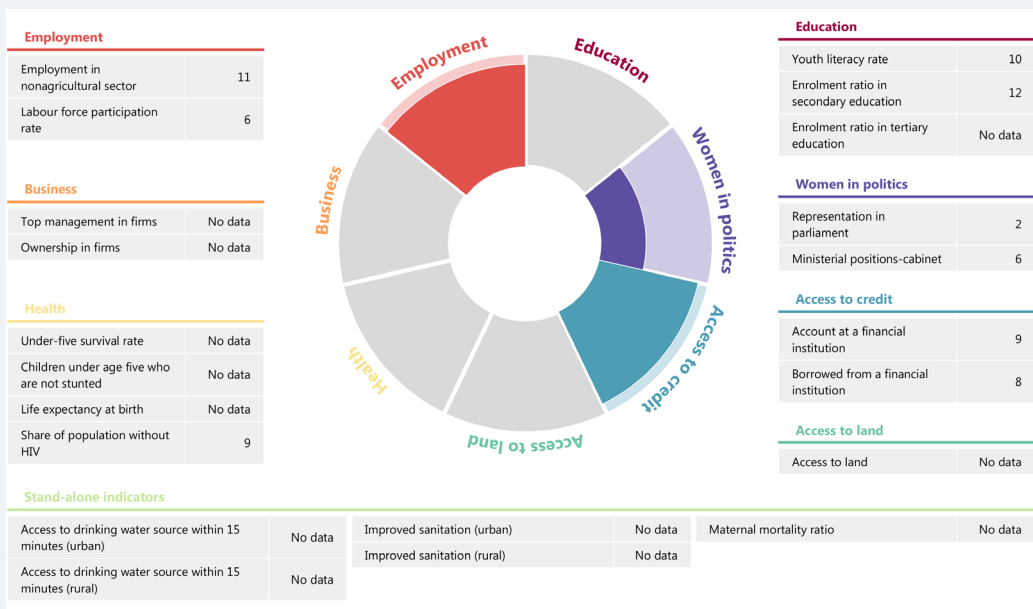 Employment
Employment in
nonagricultural sector
11
Labour force participation
rate
6
Business
Top management in firms
No data
Ownership in firms
No data
Health
Under-five survival rate
No data
Children under age five who
are not stunted
No data
Life expectancy at birth
No data
Share of population without
HIV
9
Employment
Education
Women in politics
Access to credit
Access to land
Health
Business
Education
Youth literacy rate
10
Enrolment ratio in
secondary education
12
Enrolment ratio in tertiary
education
No data
Women in politics
Representation in
parliament
2
Ministerial positions-cabinet
6
Access to credit
Account at a financial
institution
9
Borrowed from a financial
institution
8
Access to land
Access to land
No data
Stand-alone indicators
Access to drinking water source within 15
minutes (urban)
No data
Access to drinking water source within 15
minutes (rural)
No data
Improved sanitation (urban)
No data
Improved sanitation (rural)
No data
Maternal mortality ratio
No data